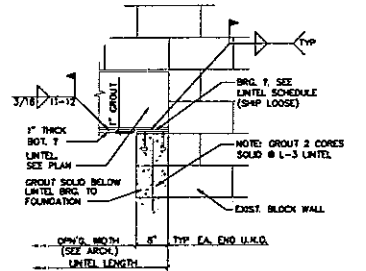 TYP
3/16
11-12
1" GROUT
BRG. ?, SEE
LINTEL SCHEDULE
(SHIP LOOSE)
1" THICK
BOT. ?
LINTEL.
SEE PLAN
NOTE: GROUT 2 CORES
SOLID @ L-3 LINTEL
GROUT SOLID BELOW
LINTEL BRG. TO
FOUNDATION
EXIST. BLOCK WALL
OPN'G. WIDTH
8"
TYP EA. END U.N.O.
(SEE ARCH.)
LINTEL LENGTH